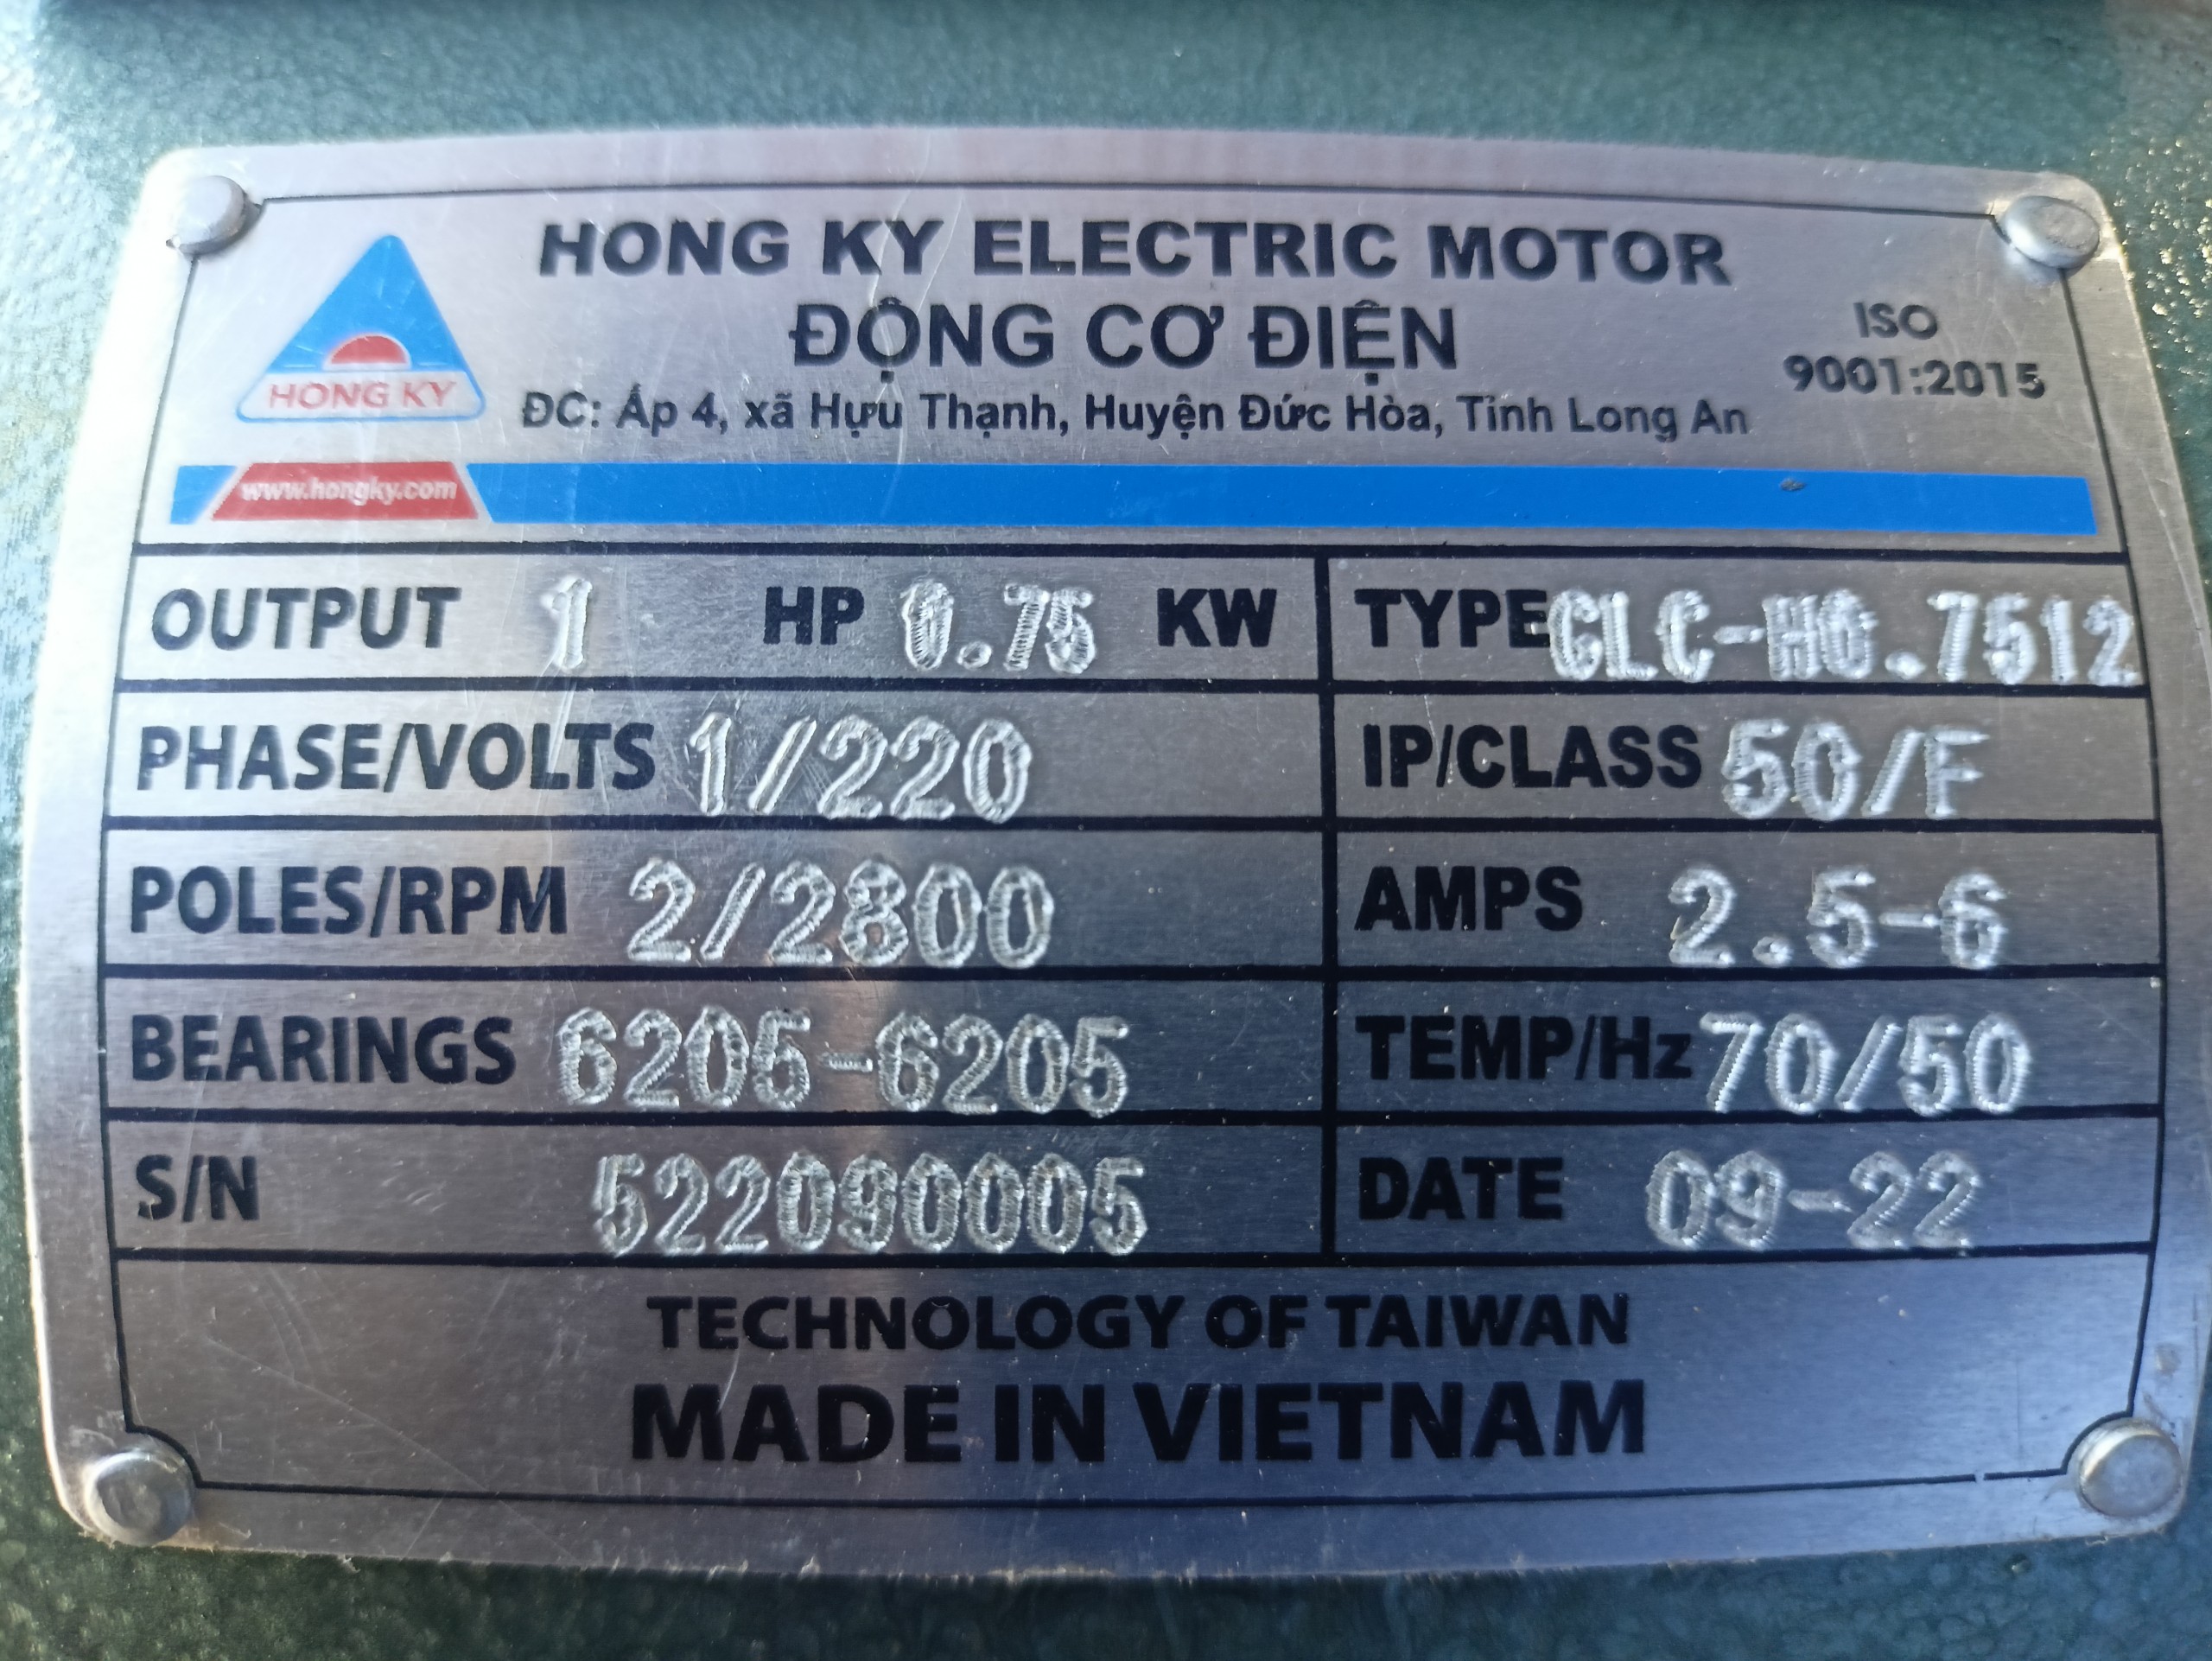 HONG KY ELECTRIC MOTOR
ĐỘNG CƠ ĐIỆN
ISO
9001:2015
HONG KY
ĐC: Ấp 4, xã Hựu Thạnh, Huyện Đức Hòa, Tỉnh Long An
www.hongky.com
OUTPUT 1 HP 0.75 KW TYPE CLC-H0.7512
PHASE/VOLTS 1/220 IP/CLASS 50/F
POLES/RPM 2/2800 AMPS 2.5-6
BEARINGS 6205-6205 TEMP/Hz 70/50
S/N 522090005 DATE 09-22
TECHNOLOGY OF TAIWAN
MADE IN VIETNAM